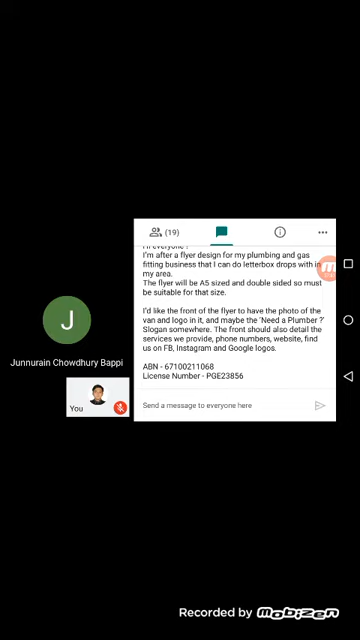 (19)
Hi everyone !
I'm after a flyer design for my plumbing and gas
fitting business that I can do letterbox drops with in
my area.
The flyer will be A5 sized and double sided so must
be suitable for that size.
I'd like the front of the flyer to have the photo of the
van and logo in it, and maybe the 'Need a Plumber ?'
Slogan somewhere. The front should also detail the
services we provide, phone numbers, website, find
us on FB, Instagram and Google logos.
ABN - 67100211068
License Number - PGE23856
J
Junnurain Chowdhury Bappi
You
Send a message to everyone here
Recorded by mobizen